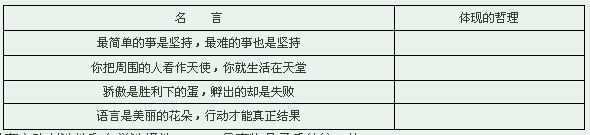 名 言 体现的哲理
最简单的事是坚持，最难的事也是坚持
你把周围的人看作天使，你就生活在天堂
骄傲是胜利下的蛋，孵出的却是失败
语言是美丽的花朵，行动才能真正结果